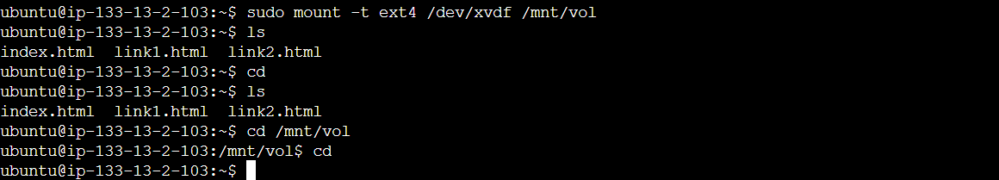 ubuntu@ip-133-13-2-103:~$ sudo mount -t ext4 /dev/xvdf /mnt/vol
ubuntu@ip-133-13-2-103:~$ ls
index.html  link1.html  link2.html
ubuntu@ip-133-13-2-103:~$ cd
ubuntu@ip-133-13-2-103:~$ ls
index.html  link1.html  link2.html
ubuntu@ip-133-13-2-103:~$ cd /mnt/vol
ubuntu@ip-133-13-2-103:/mnt/vol$ cd
ubuntu@ip-133-13-2-103:~$